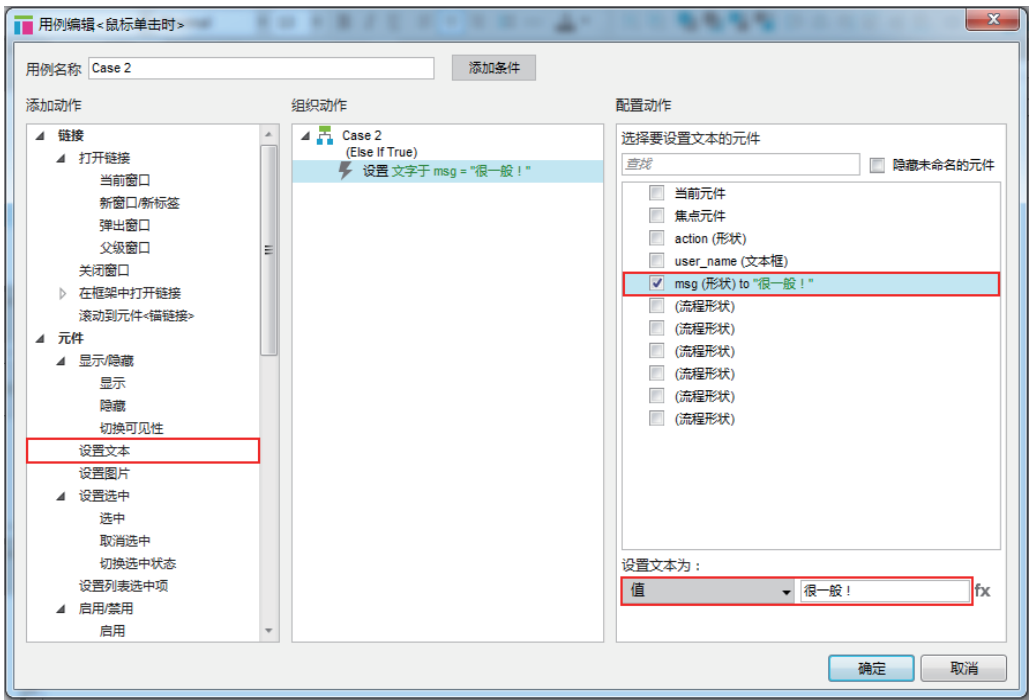 用例编辑<鼠标单击时>
用例名称 Case 2 添加条件
添加动作
链接
打开链接
当前窗口
新窗口/新标签
弹出窗口
父级窗口
关闭窗口
在框架中打开链接
滚动到元件<锚链接>
元件
显示/隐藏
显示
隐藏
切换可见性
设置文本
设置图片
设置选中
选中
取消选中
切换选中状态
设置列表选中项
启用/禁用
启用
组织动作
Case 2
(Else If True)
设置 文字于 msg = "很一般！"
配置动作
选择要设置文本的元件
查找 隐藏未命名的元件
当前元件
焦点元件
action (形状)
user_name (文本框)
msg (形状) to "很一般！"
(流程形状)
(流程形状)
(流程形状)
(流程形状)
(流程形状)
(流程形状)
设置文本为：
值 很一般！ fx
确定 取消